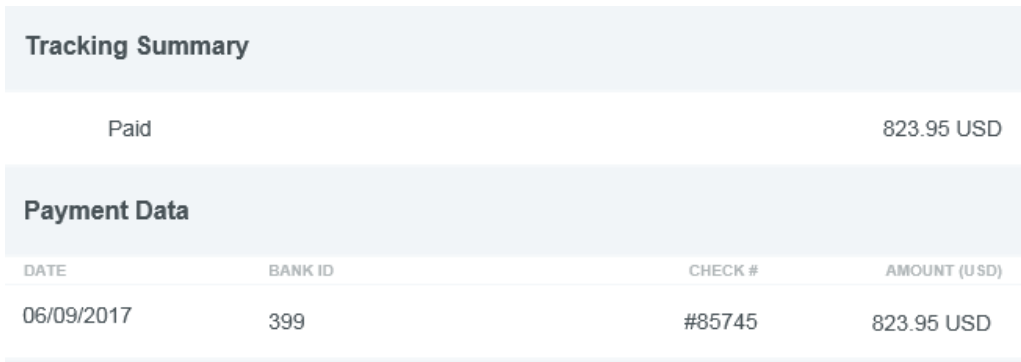 Tracking Summary
Paid 823.95 USD
Payment Data
DATE BANK ID CHECK # AMOUNT (USD)
06/09/2017 399 #85745 823.95 USD